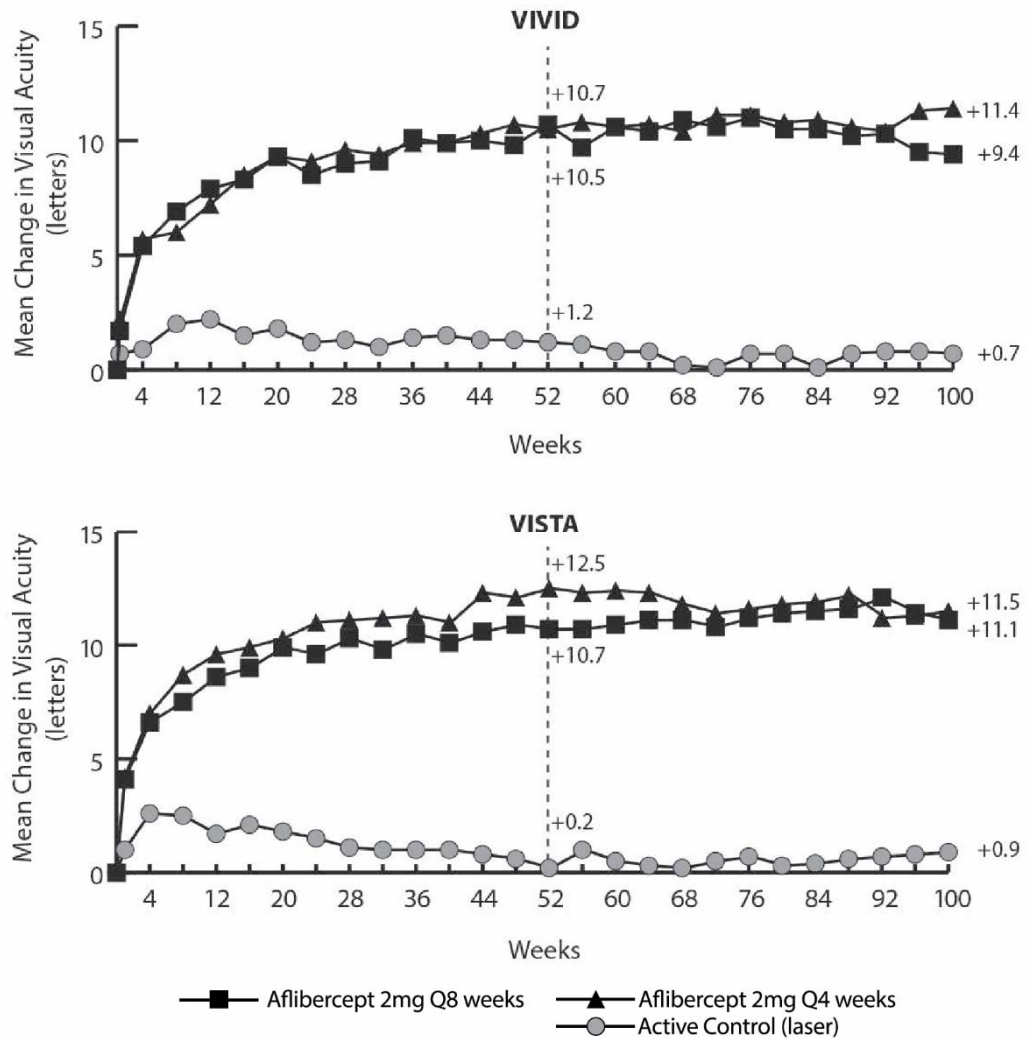 VIVID
Mean Change in Visual Acuity
(letters)
15
10
5
0
+10.7
+10.5
+1.2
+11.4
+9.4
+0.7
4 12 20 28 36 44 52 60 68 76 84 92 100
Weeks
VISTA
Mean Change in Visual Acuity
(letters)
15
10
5
0
+12.5
+10.7
+0.2
+11.5
+11.1
+0.9
4 12 20 28 36 44 52 60 68 76 84 92 100
Weeks
Aflibercept 2mg Q8 weeks
Aflibercept 2mg Q4 weeks
Active Control (laser)